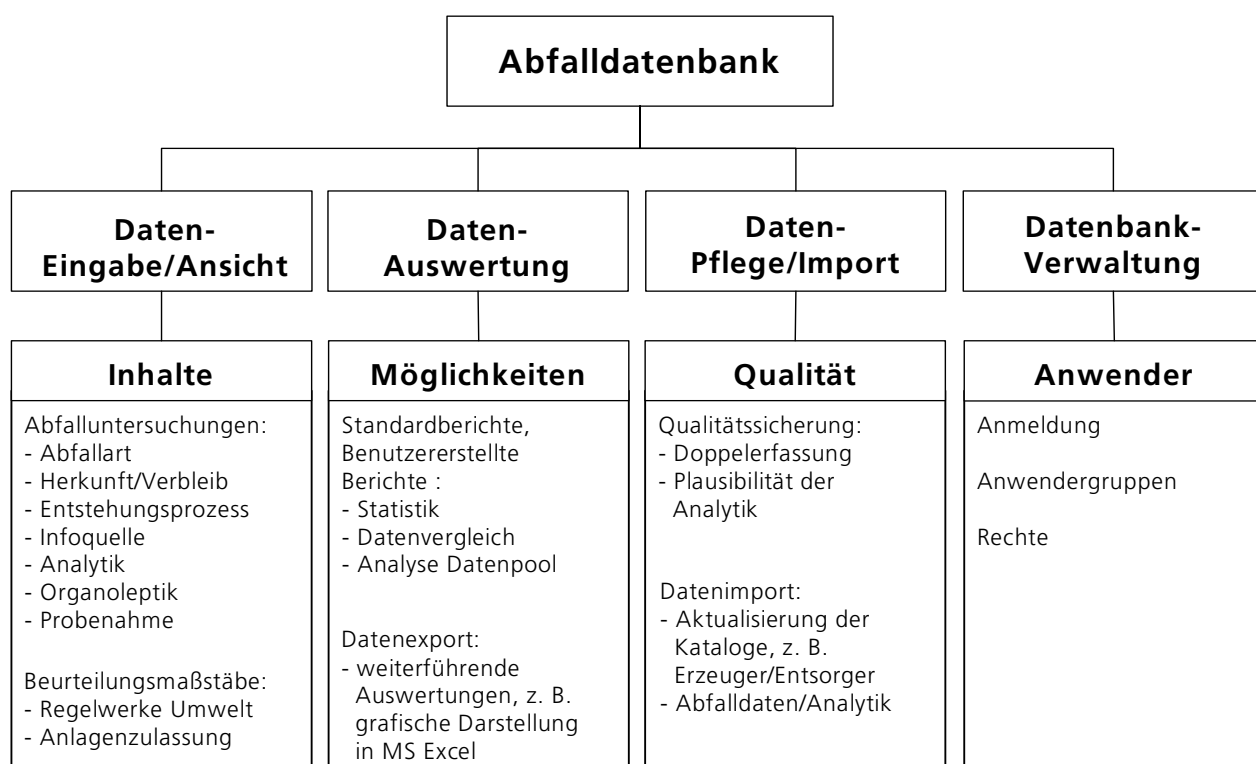 Abfalldatenbank
Daten-
Eingabe/Ansicht
Daten-
Auswertung
Daten-
Pflege/Import
Datenbank-
Verwaltung
Inhalte
Abfalluntersuchungen:
- Abfallart
- Herkunft/Verbleib
- Entstehungsprozess
- Infoquelle
- Analytik
- Organoleptik
- Probenahme
Beurteilungsmaßstäbe:
- Regelwerke Umwelt
- Anlagenzulassung
Möglichkeiten
Standardberichte,
Benutzererstellte
Berichte :
- Statistik
- Datenvergleich
- Analyse Datenpool
Datenexport:
- weiterführende
Auswertungen, z. B.
grafische Darstellung
in MS Excel
Qualität
Qualitätssicherung:
- Doppelerfassung
- Plausibilität der
Analytik
Datenimport:
- Aktualisierung der
Kataloge, z. B.
Erzeuger/Entsorger
- Abfalldaten/Analytik
Anwender
Anmeldung
Anwendergruppen
Rechte